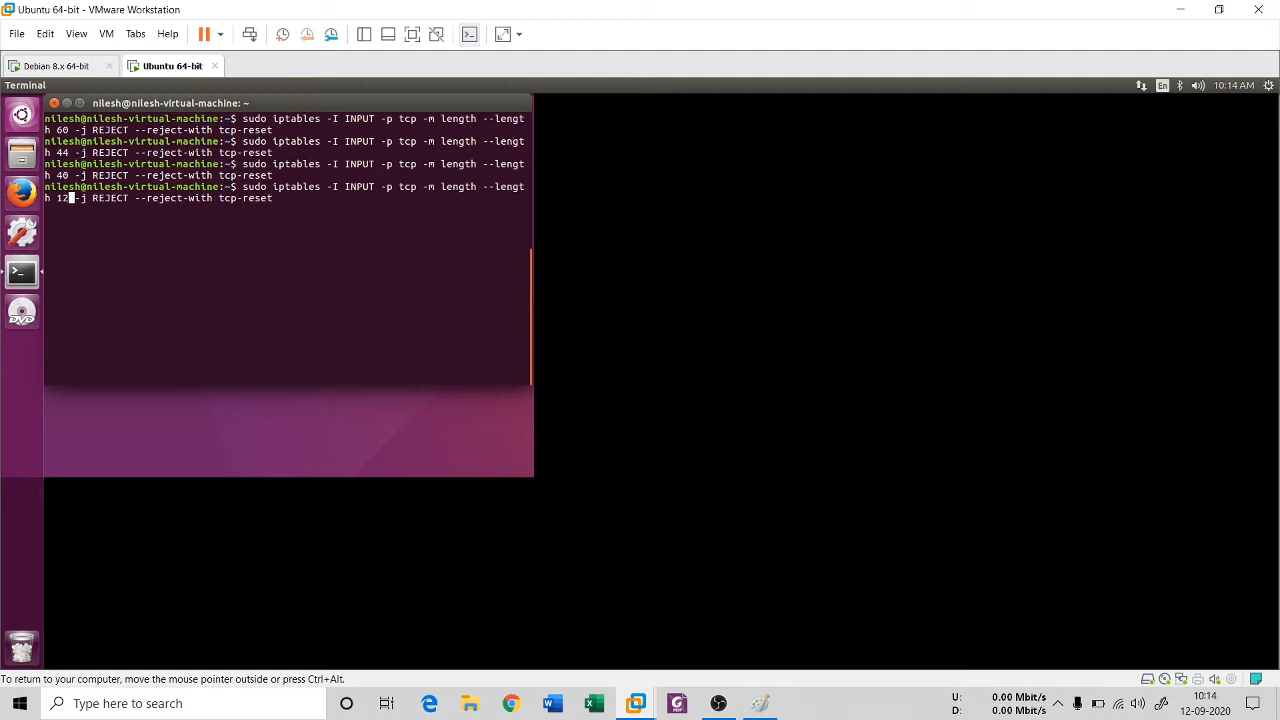 Ubuntu 64-bit - VMware Workstation
File Edit View VM Tabs Help
Debian 8.x 64-bit × Ubuntu 64-bit ×
Terminal En 10:14 AM
nilesh@nilesh-virtual-machine: ~
nilesh@nilesh-virtual-machine:~$ sudo iptables -I INPUT -p tcp -m length --lengt
h 60 -j REJECT --reject-with tcp-reset
nilesh@nilesh-virtual-machine:~$ sudo iptables -I INPUT -p tcp -m length --lengt
h 44 -j REJECT --reject-with tcp-reset
nilesh@nilesh-virtual-machine:~$ sudo iptables -I INPUT -p tcp -m length --lengt
h 40 -j REJECT --reject-with tcp-reset
nilesh@nilesh-virtual-machine:~$ sudo iptables -I INPUT -p tcp -m length --lengt
h 12 -j REJECT --reject-with tcp-reset
DVD
To return to your computer, move the mouse pointer outside or press Ctrl+Alt.
Type here to search
U: 0.00 Mbit/s
D: 0.00 Mbit/s
10:14
12-09-2020